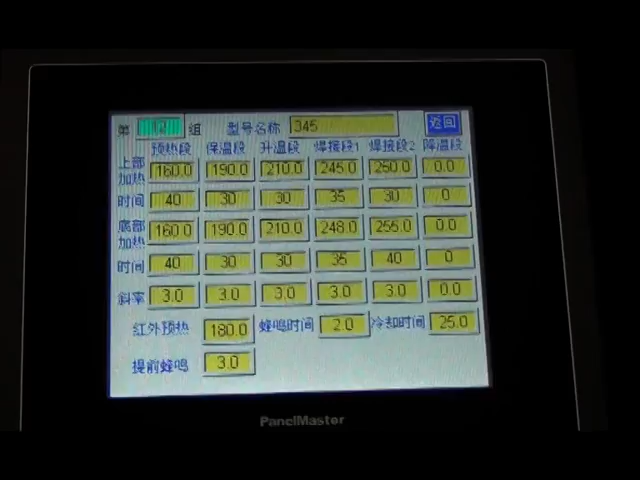 第 12 组 型号名称 345 返回
预热段 保温段 升温段 焊接段1 焊接段2 降温段
上部加热 160.0 190.0 210.0 245.0 250.0 0.0
时间 40 30 30 35 30 0
底部加热 160.0 190.0 210.0 248.0 255.0 0.0
时间 40 30 30 35 40 0
斜率 3.0 3.0 3.0 3.0 3.0 0.0
红外预热 180.0 蜂鸣时间 2.0 冷却时间 25.0
提前蜂鸣 3.0
PanelMaster